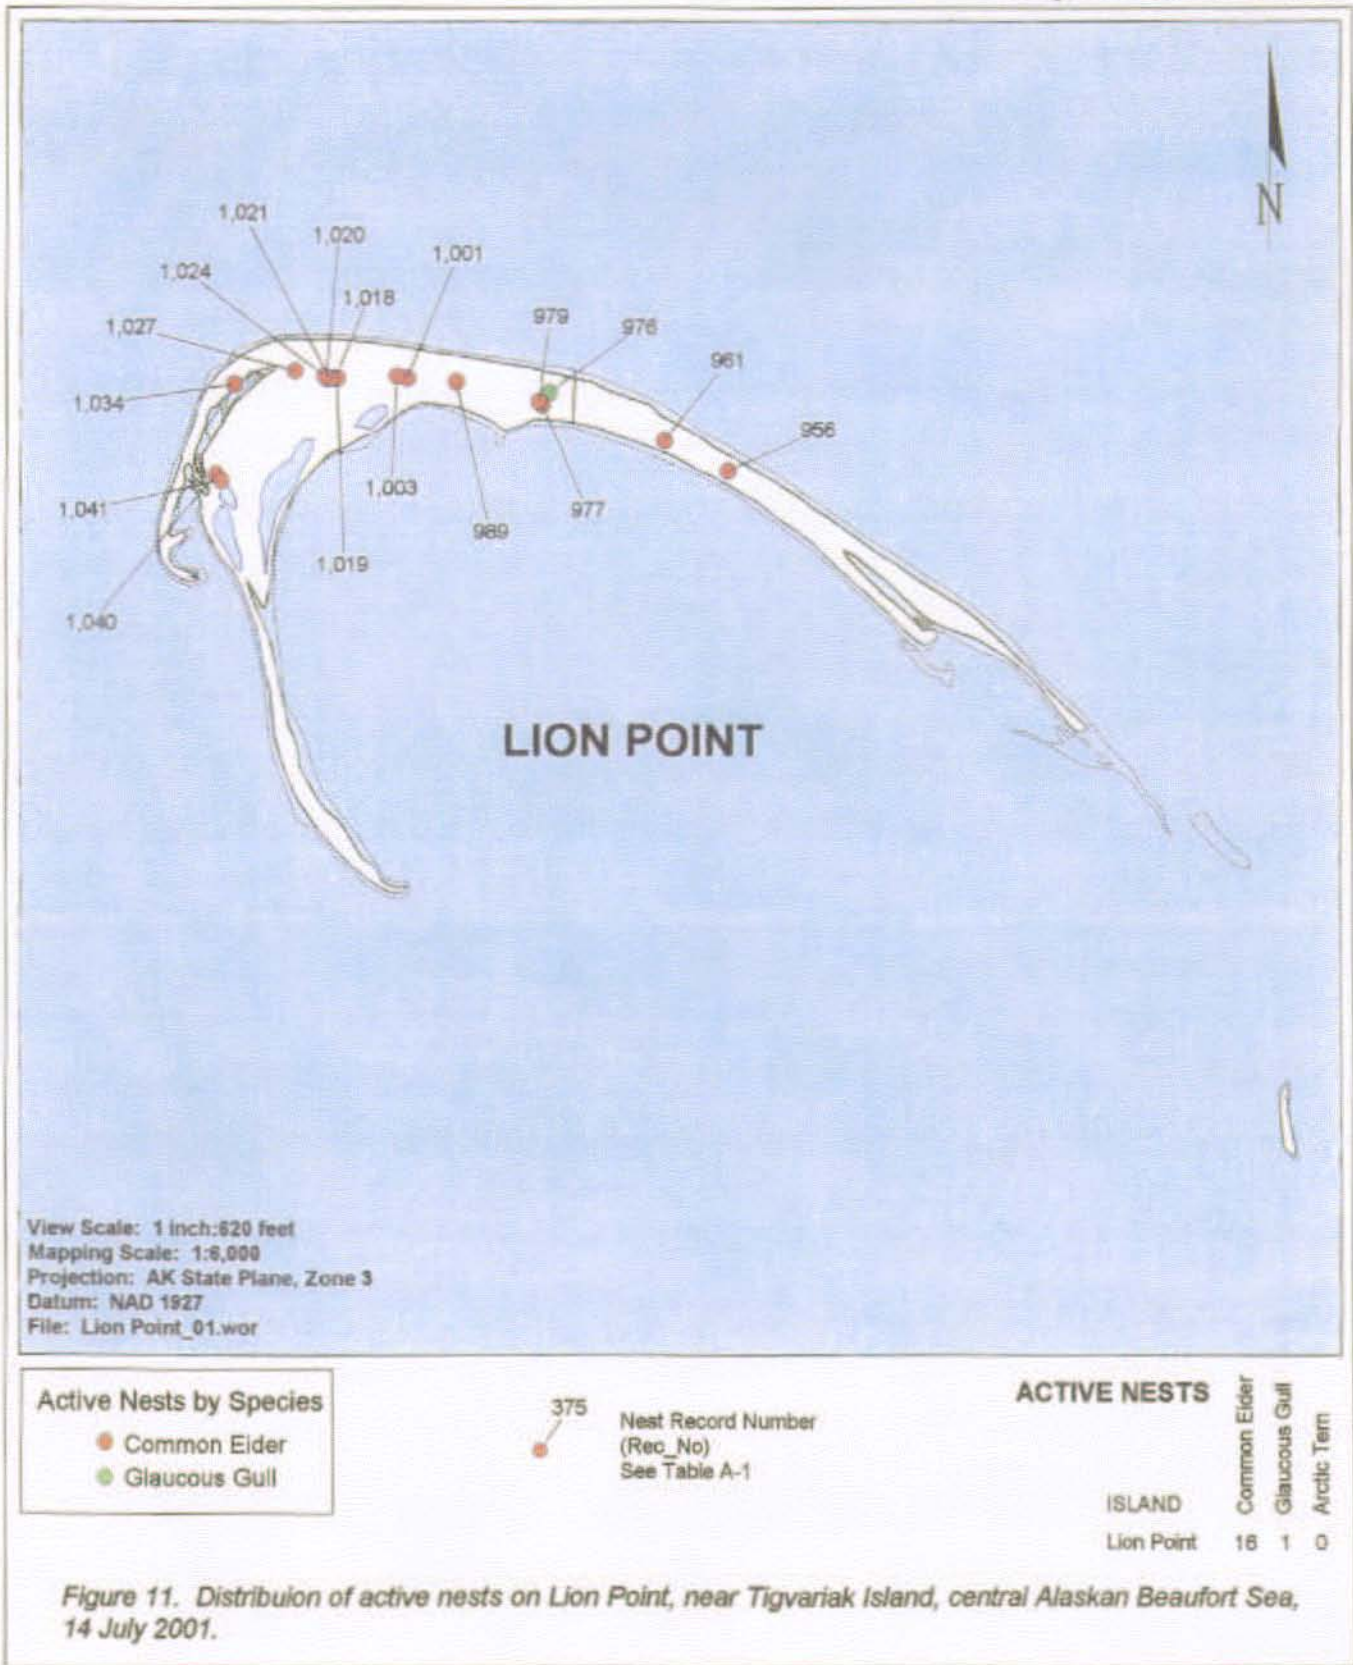 N
1,021
1,020
1,001
1,024
1,018
1,027
979
976
961
1,034
956
1,041
1,003
977
989
1,019
1,040
LION POINT
View Scale: 1 inch:620 feet
Mapping Scale: 1:6,000
Projection: AK State Plane, Zone 3
Datum: NAD 1927
File: Lion Point_01.wor
Active Nests by Species
Common Eider
Glaucous Gull
375
Nest Record Number
(Rec_No)
See Table A-1
ACTIVE NESTS
Common Eider
Glaucous Gull
Arctic Tern
ISLAND
Lion Point 16 1 0
Figure 11. Distribuion of active nests on Lion Point, near Tigvariak Island, central Alaskan Beaufort Sea,
14 July 2001.